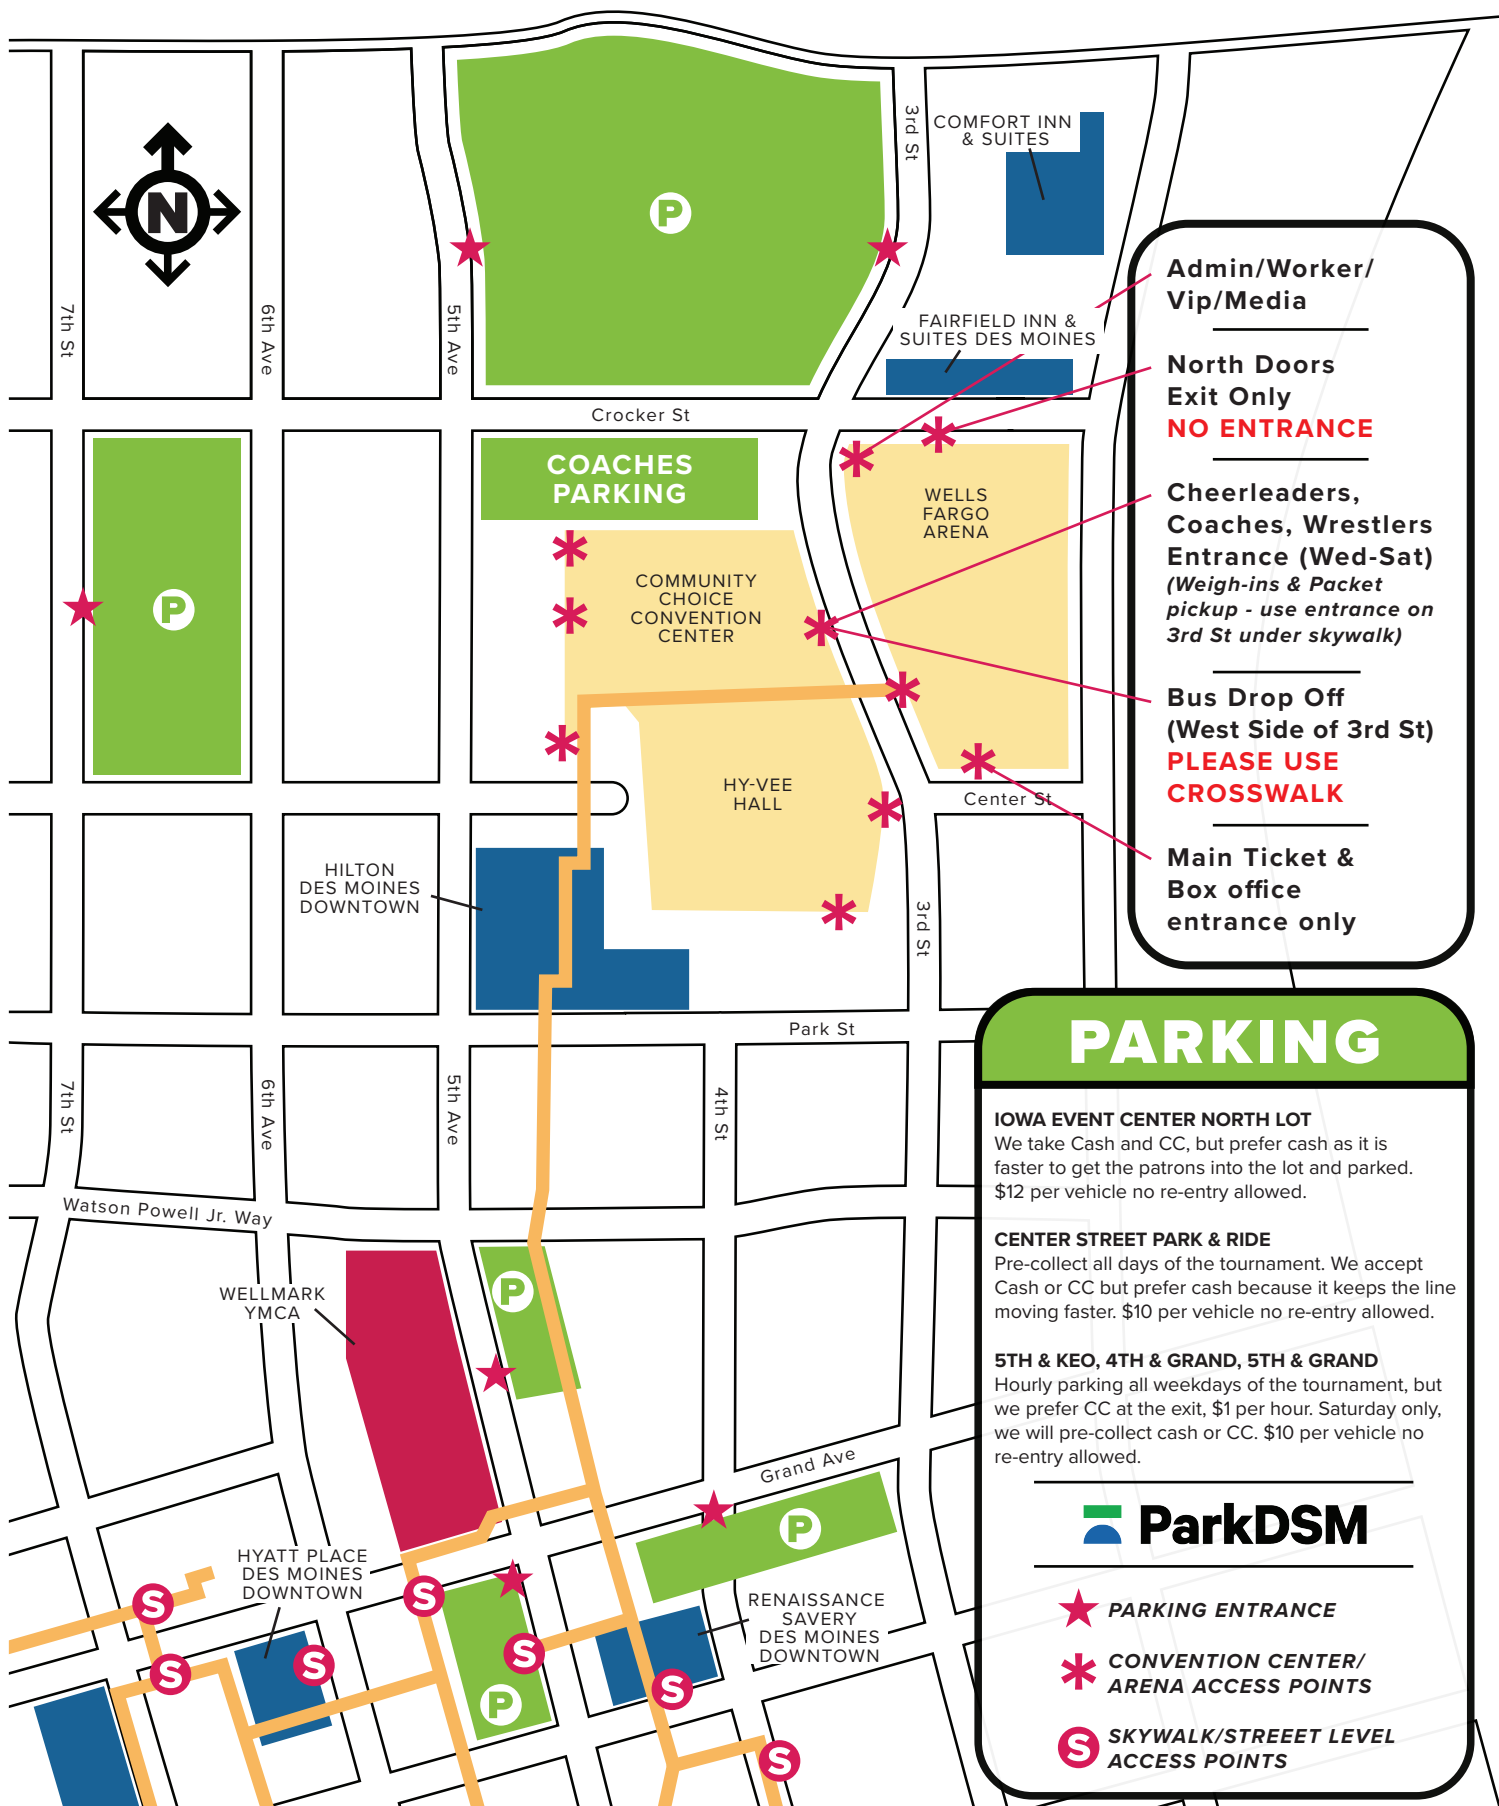 3rd St
COMFORT INN
& SUITES
N
P
7th St
6th Ave
5th Ave
FAIRFIELD INN &
SUITES DES MOINES
Crocker St
COACHES
PARKING
WELLS
FARGO
ARENA
COMMUNITY
CHOICE
CONVENTION
CENTER
P
HY-VEE
HALL
Center St
HILTON
DES MOINES
DOWNTOWN
3rd St
Park St
7th St
6th Ave
5th Ave
4th St
Watson Powell Jr. Way
WELLMARK
YMCA
P
Grand Ave
P
HYATT PLACE
DES MOINES
DOWNTOWN
S
S
S
S
S
S
S
P
RENAISSANCE
SAVERY
DES MOINES
DOWNTOWN
Admin/Worker/
Vip/Media
North Doors
Exit Only
NO ENTRANCE
Cheerleaders,
Coaches, Wrestlers
Entrance (Wed-Sat)
(Weigh-ins & Packet
pickup - use entrance on
3rd St under skywalk)
Bus Drop Off
(West Side of 3rd St)
PLEASE USE
CROSSWALK
Main Ticket &
Box office
entrance only
PARKING
IOWA EVENT CENTER NORTH LOT
We take Cash and CC, but prefer cash as it is
faster to get the patrons into the lot and parked.
$12 per vehicle no re-entry allowed.
CENTER STREET PARK & RIDE
Pre-collect all days of the tournament. We accept
Cash or CC but prefer cash because it keeps the line
moving faster. $10 per vehicle no re-entry allowed.
5TH & KEO, 4TH & GRAND, 5TH & GRAND
Hourly parking all weekdays of the tournament, but
we prefer CC at the exit, $1 per hour. Saturday only,
we will pre-collect cash or CC. $10 per vehicle no
re-entry allowed.
ParkDSM
PARKING ENTRANCE
CONVENTION CENTER/
ARENA ACCESS POINTS
S
SKYWALK/STREEET LEVEL
ACCESS POINTS